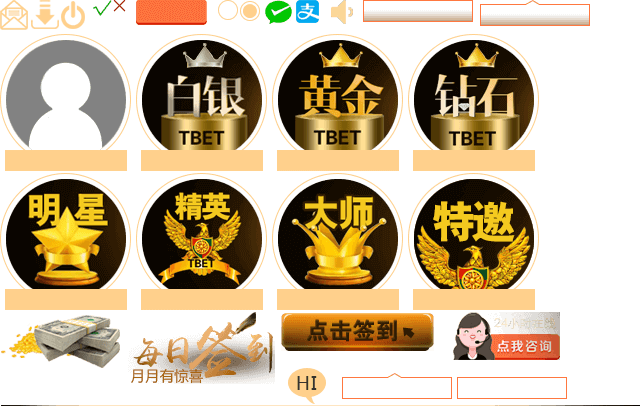 白银
TBET
黄金
TBET
钻石
TBET
明星
精英
TBET
大师
特邀
每日签到
月月有惊喜
点击签到
24小时在线
点我咨询
HI